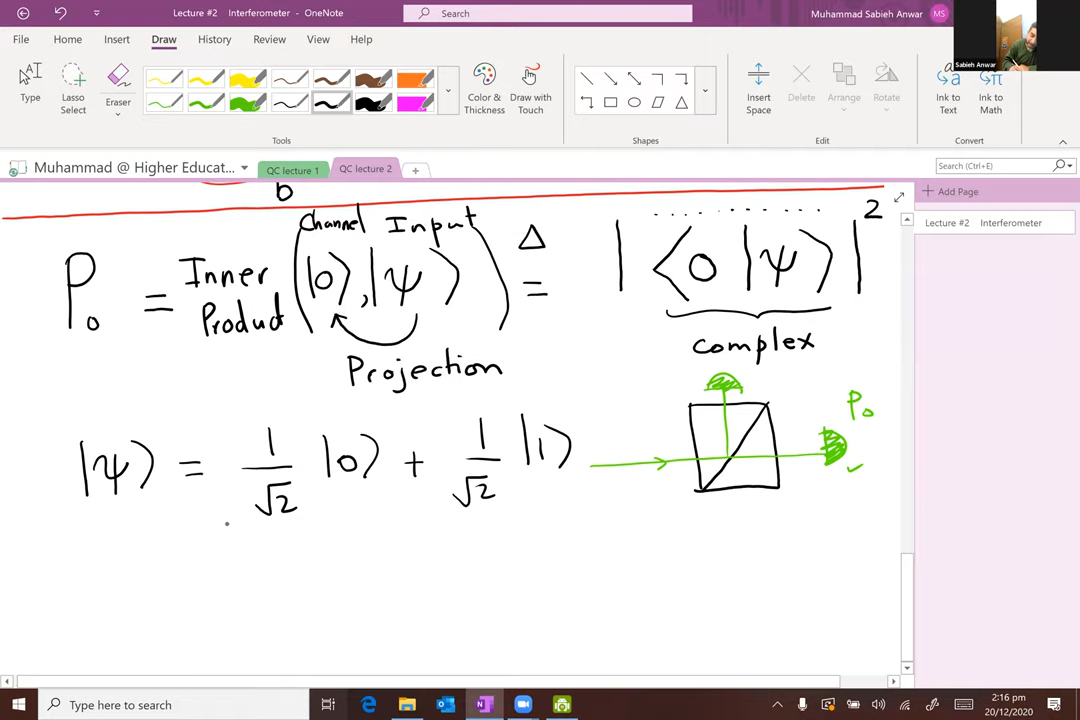 Lecture #2 Interferometer - OneNote
Search
Muhammad Sabieh Anwar MS
Sabieh Anwar
File Home Insert Draw History Review View Help
Type
Lasso Select
Eraser
Color & Thickness
Draw with Touch
Insert Space
Delete
Arrange
Rotate
Ink to Text
Ink to Math
Tools
Shapes
Edit
Convert
Muhammad @ Higher Educat...
QC lecture 1
QC lecture 2
Search (Ctrl+E)
Add Page
Lecture #2 Interferometer
b
Channel Input
P₀ = Inner Product (|0⟩, |ψ⟩) ≜ |⟨0|ψ⟩|²
Projection
complex
|ψ⟩ = 1/√2 |0⟩ + 1/√2 |1⟩
P₀
Type here to search
2:16 pm
20/12/2020